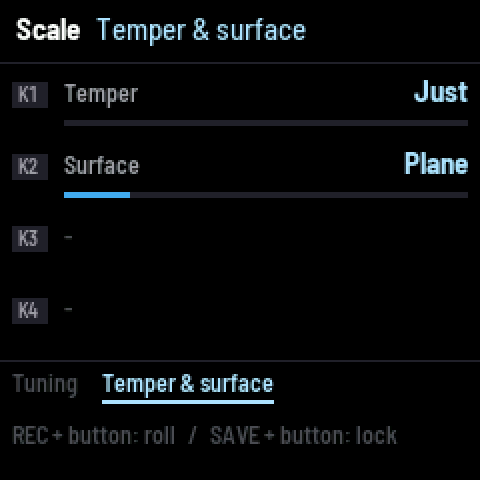 Scale Temper & surface
K1 Temper Just
K2 Surface Plane
K3 -
K4 -
Tuning Temper & surface
REC + button: roll / SAVE + button: lock